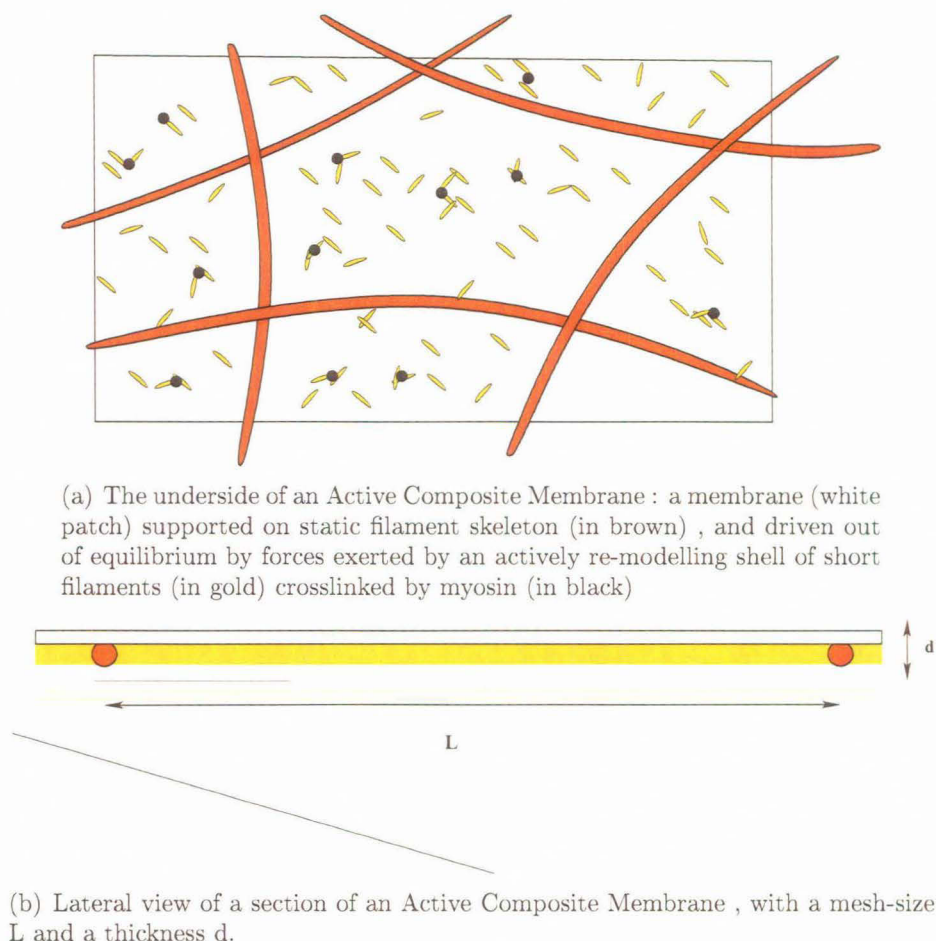 (a) The underside of an Active Composite Membrane : a membrane (white
patch) supported on static filament skeleton (in brown) , and driven out
of equilibrium by forces exerted by an actively re-modelling shell of short
filaments (in gold) crosslinked by myosin (in black)
d
L
(b) Lateral view of a section of an Active Composite Membrane , with a mesh-size
L and a thickness d.